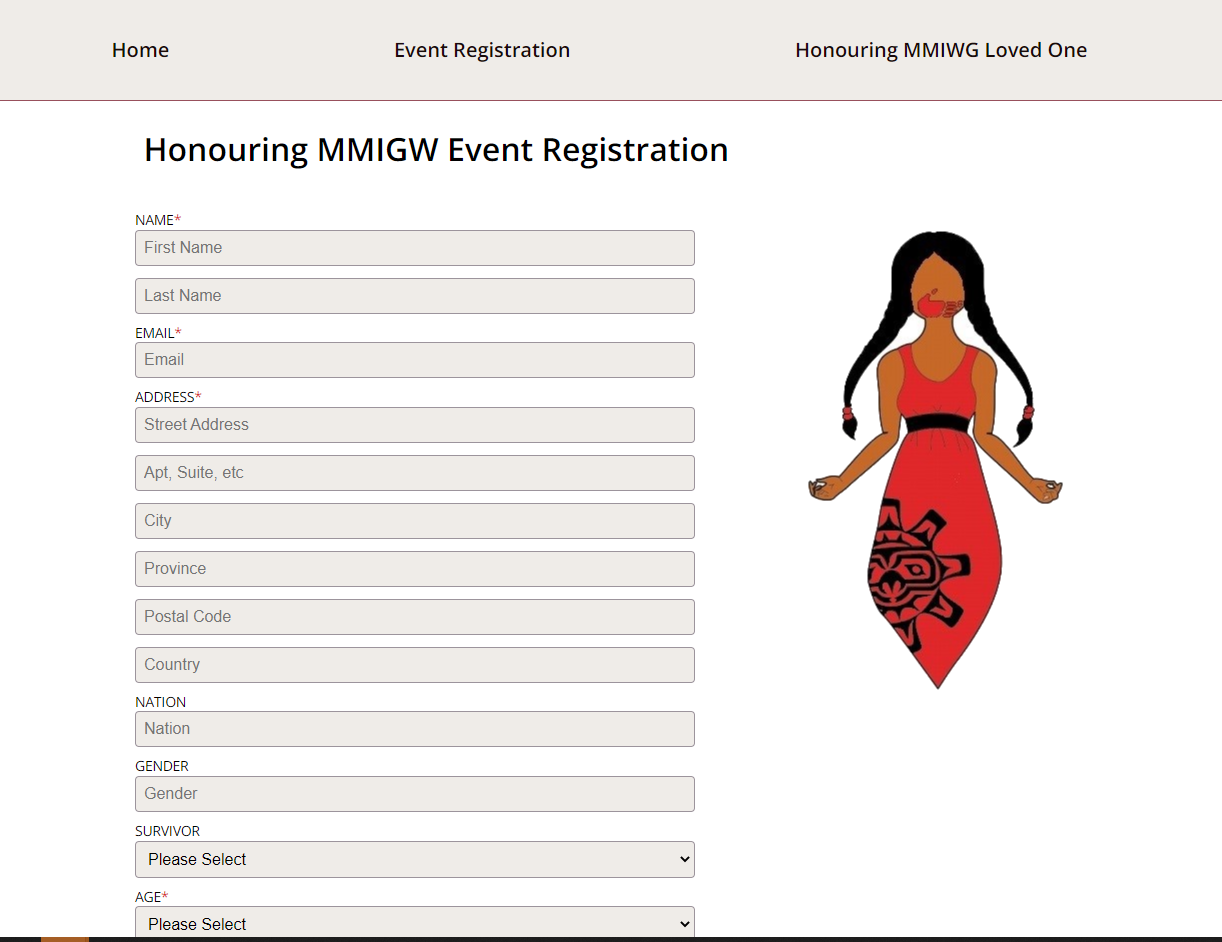 Home Event Registration Honouring MMIWG Loved One
Honouring MMIGW Event Registration
NAME*
First Name
Last Name
EMAIL*
Email
ADDRESS*
Street Address
Apt, Suite, etc
City
Province
Postal Code
Country
NATION
Nation
GENDER
Gender
SURVIVOR
Please Select
AGE*
Please Select